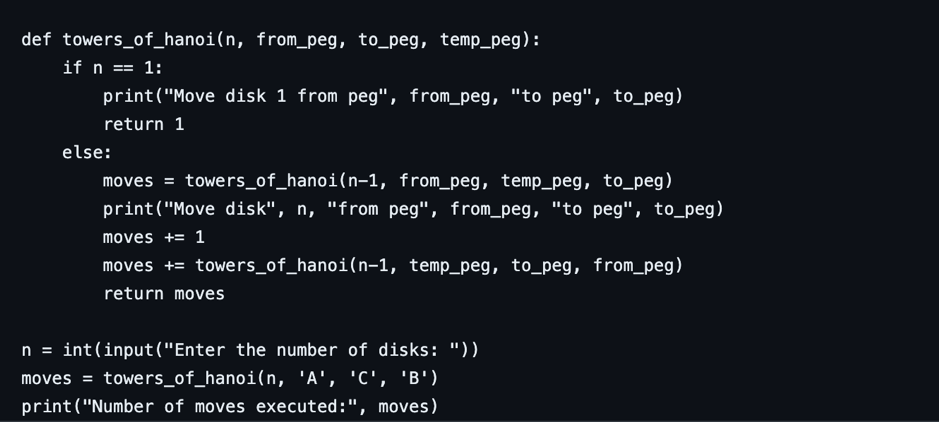 def towers_of_hanoi(n, from_peg, to_peg, temp_peg):
    if n == 1:
        print("Move disk 1 from peg", from_peg, "to peg", to_peg)
        return 1
    else:
        moves = towers_of_hanoi(n-1, from_peg, temp_peg, to_peg)
        print("Move disk", n, "from peg", from_peg, "to peg", to_peg)
        moves += 1
        moves += towers_of_hanoi(n-1, temp_peg, to_peg, from_peg)
        return moves

n = int(input("Enter the number of disks: "))
moves = towers_of_hanoi(n, 'A', 'C', 'B')
print("Number of moves executed:", moves)